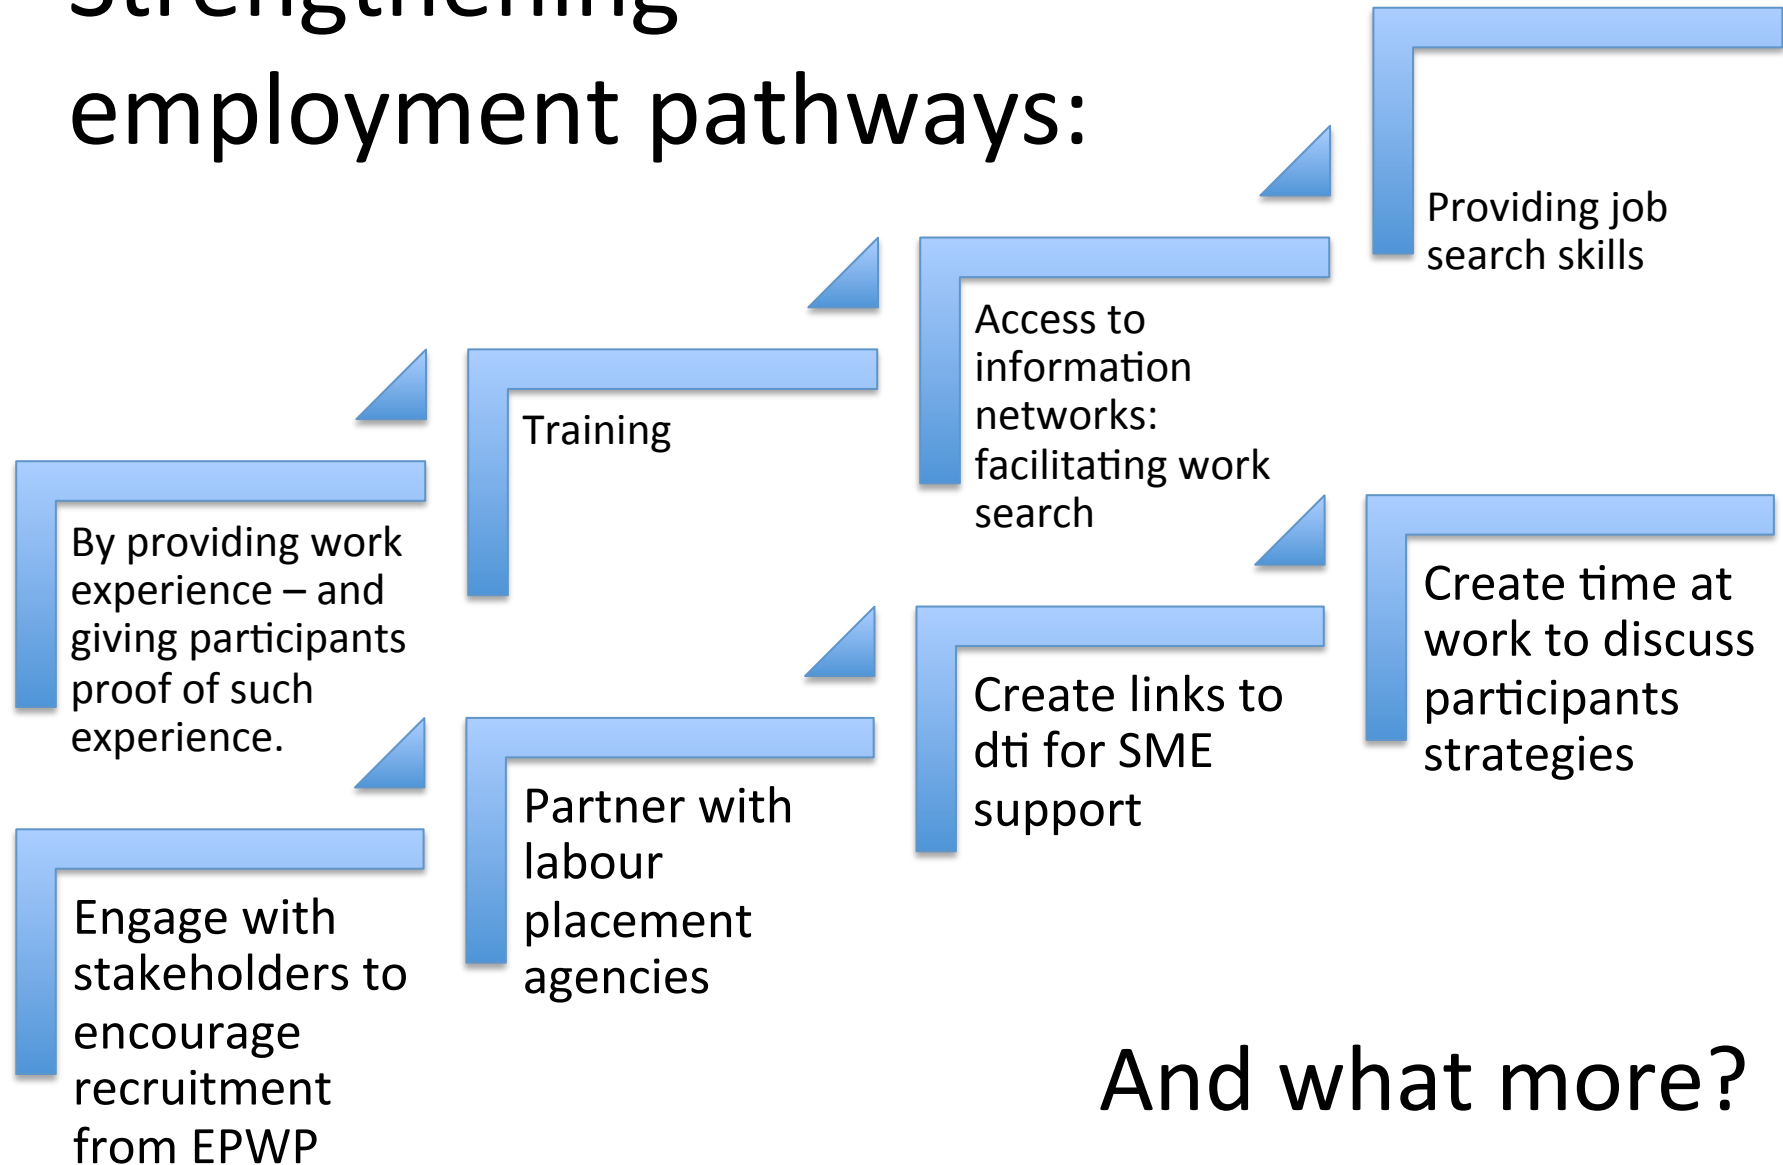 Strengthening
employment pathways:
By providing work
experience – and
giving participants
proof of such
experience.
Training
Access to
information
networks:
facilitating work
search
Providing job
search skills
Engage with
stakeholders to
encourage
recruitment
from EPWP
Partner with
labour
placement
agencies
Create links to
dti for SME
support
Create time at
work to discuss
participants
strategies
And what more?